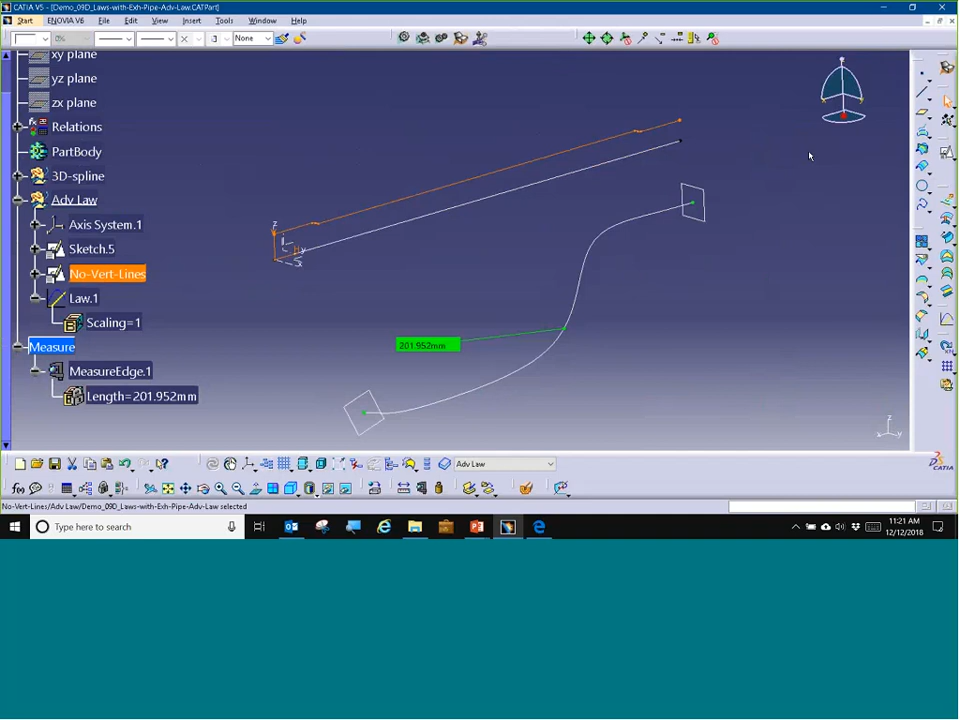 CATIA V5 - [Demo_09D_Laws-with-Exh-Pipe-Adv-Law.CATPart]
Start ENOVIA V6 File Edit View Insert Tools Window Help
0% 3 None
xy plane
yz plane
zx plane
Relations
PartBody
3D-spline
Adv Law
Axis System.1
Sketch.5
No-Vert-Lines
Law.1
Scaling=1
Measure
MeasureEdge.1
Length=201.952mm
z
H y
x
201.952mm
z
x y
Adv Law
CATIA
f(x)
No-Vert-Lines/Adv Law/Demo_09D_Laws-with-Exh-Pipe-Adv-Law selected
Type here to search
11:21 AM
12/12/2018